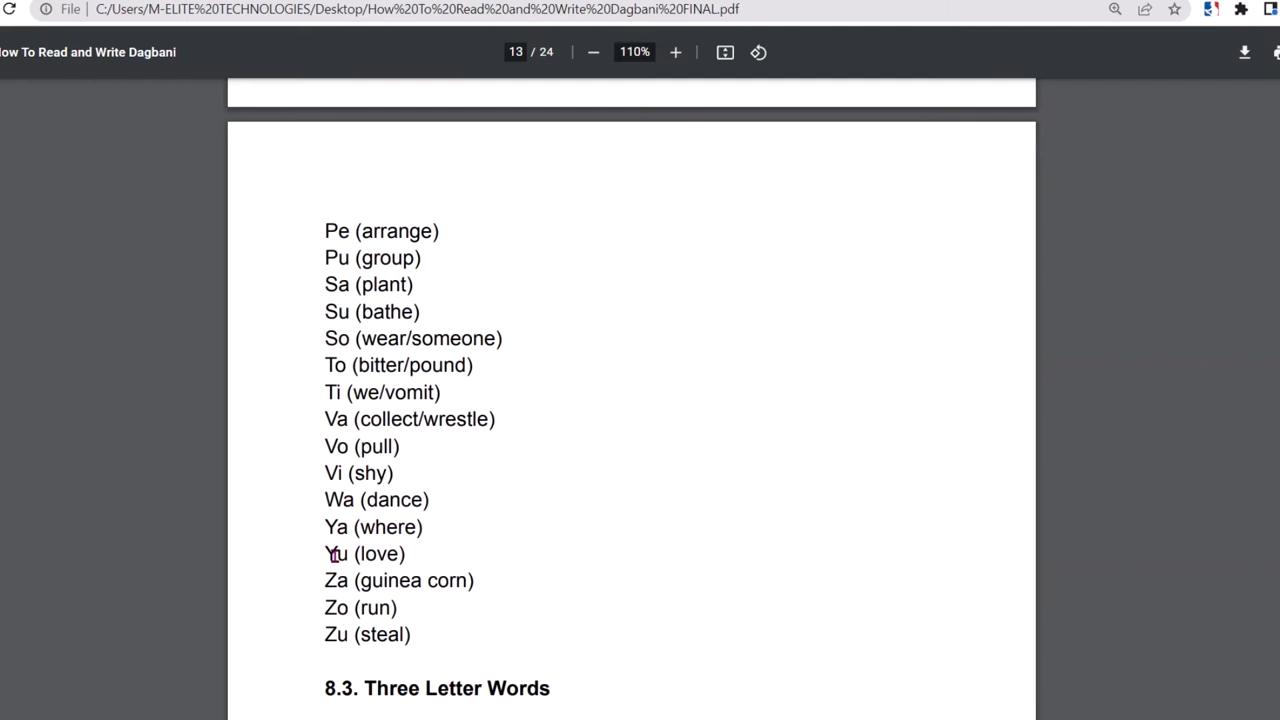 File | C:/Users/M-ELITE%20TECHNOLOGIES/Desktop/How%20To%20Read%20and%20Write%20Dagbani%20FINAL.pdf
ow To Read and Write Dagbani 13 / 24 110%
Pe (arrange)
Pu (group)
Sa (plant)
Su (bathe)
So (wear/someone)
To (bitter/pound)
Ti (we/vomit)
Va (collect/wrestle)
Vo (pull)
Vi (shy)
Wa (dance)
Ya (where)
Yu (love)
Za (guinea corn)
Zo (run)
Zu (steal)
8.3. Three Letter Words